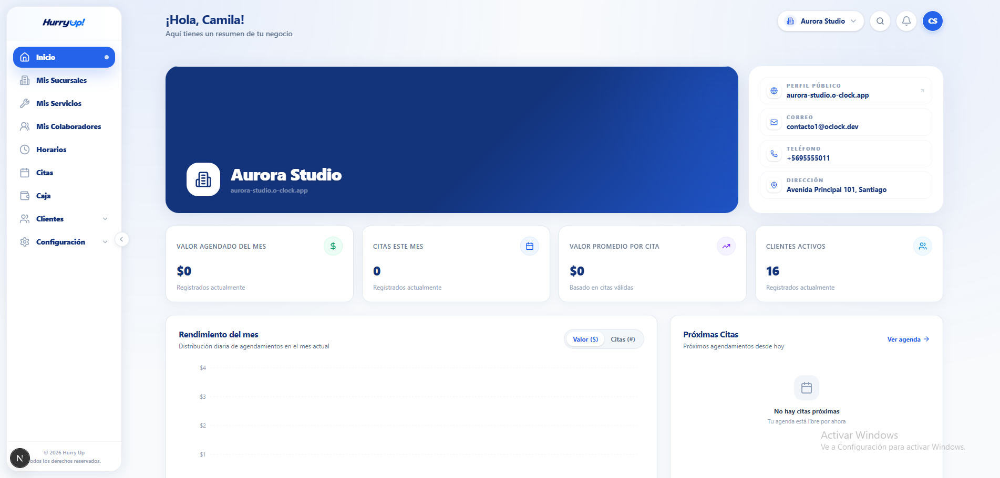 HurryUp!
Inicio
Mis Sucursales
Mis Servicios
Mis Colaboradores
Horarios
Citas
Caja
Clientes
Configuración
© 2026 Hurry Up
odos los derechos reservados.
N
¡Hola, Camila!
Aquí tienes un resumen de tu negocio
Aurora Studio
CS
Aurora Studio
aurora-studio.o-clock.app
PERFIL PÚBLICO
aurora-studio.o-clock.app
CORREO
contacto1@oclock.dev
TELÉFONO
+5695555011
DIRECCIÓN
Avenida Principal 101, Santiago
VALOR AGENDADO DEL MES
$0
Registrados actualmente
CITAS ESTE MES
0
Registrados actualmente
VALOR PROMEDIO POR CITA
$0
Basado en citas válidas
CLIENTES ACTIVOS
16
Registrados actualmente
Rendimiento del mes
Distribución diaria de agendamientos en el mes actual
Valor ($) Citas (#)
$4
$3
$2
$1
Próximas Citas
Próximos agendamientos desde hoy
Ver agenda
No hay citas próximas
Tu agenda está libre por ahora
Activar Windows
Ve a Configuración para activar Windows.